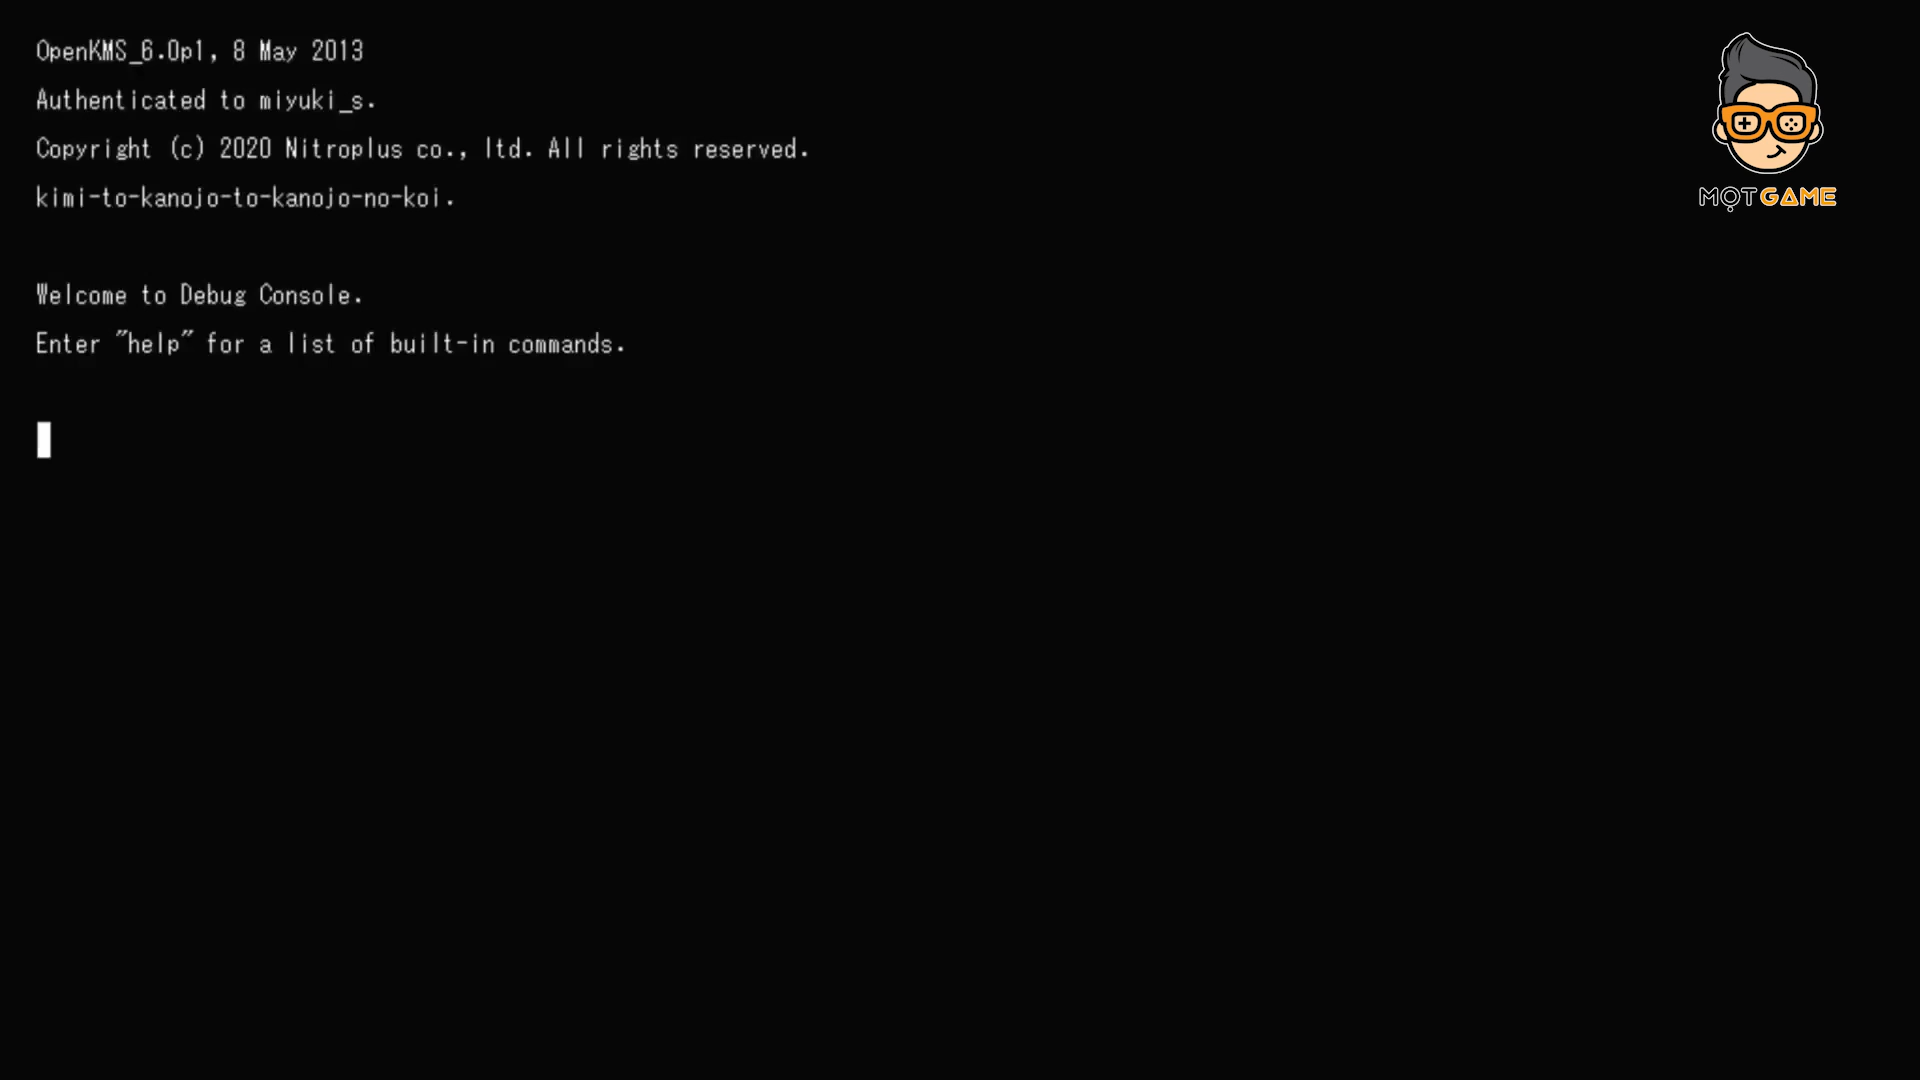 OpenKMS_6.0p1, 8 May 2013
Authenticated to miyuki_s.
Copyright (c) 2020 Nitroplus co., ltd. All rights reserved.
kimi-to-kanojo-to-kanojo-no-koi.
Welcome to Debug Console.
Enter "help" for a list of built-in commands.
MỌTGAME